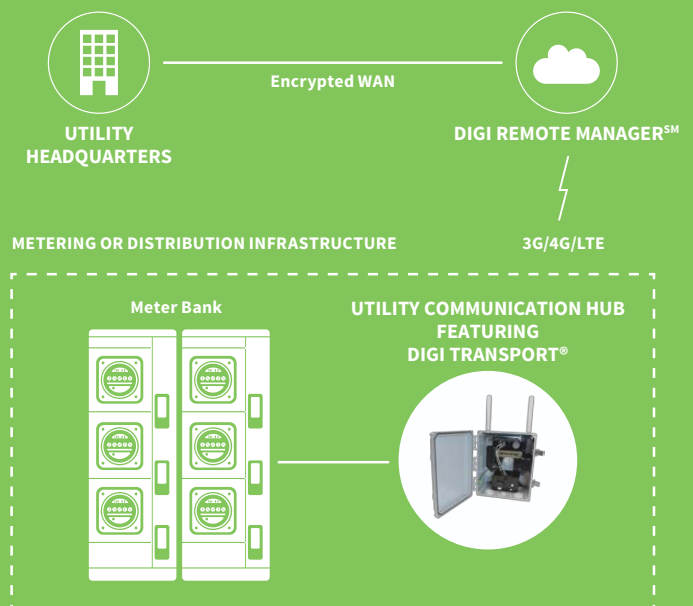 Encrypted WAN
UTILITY
HEADQUARTERS
DIGI REMOTE MANAGER℠
METERING OR DISTRIBUTION INFRASTRUCTURE
3G/4G/LTE
Meter Bank
UTILITY COMMUNICATION HUB
FEATURING
DIGI TRANSPORT®